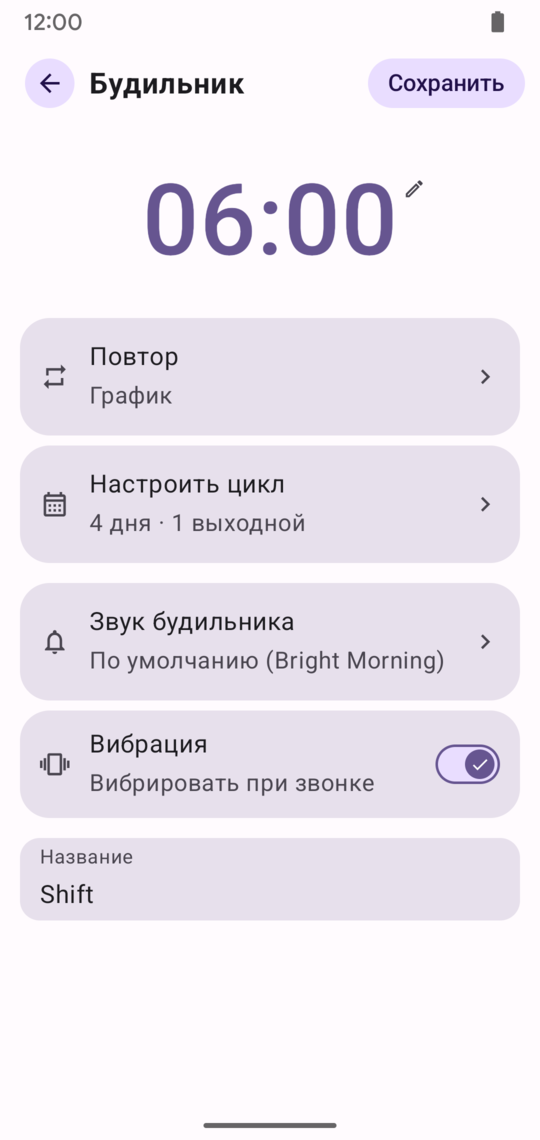 12:00
Будильник
Сохранить
06:00
Повтор
График
Настроить цикл
4 дня · 1 выходной
Звук будильника
По умолчанию (Bright Morning)
Вибрация
Вибрировать при звонке
Название
Shift